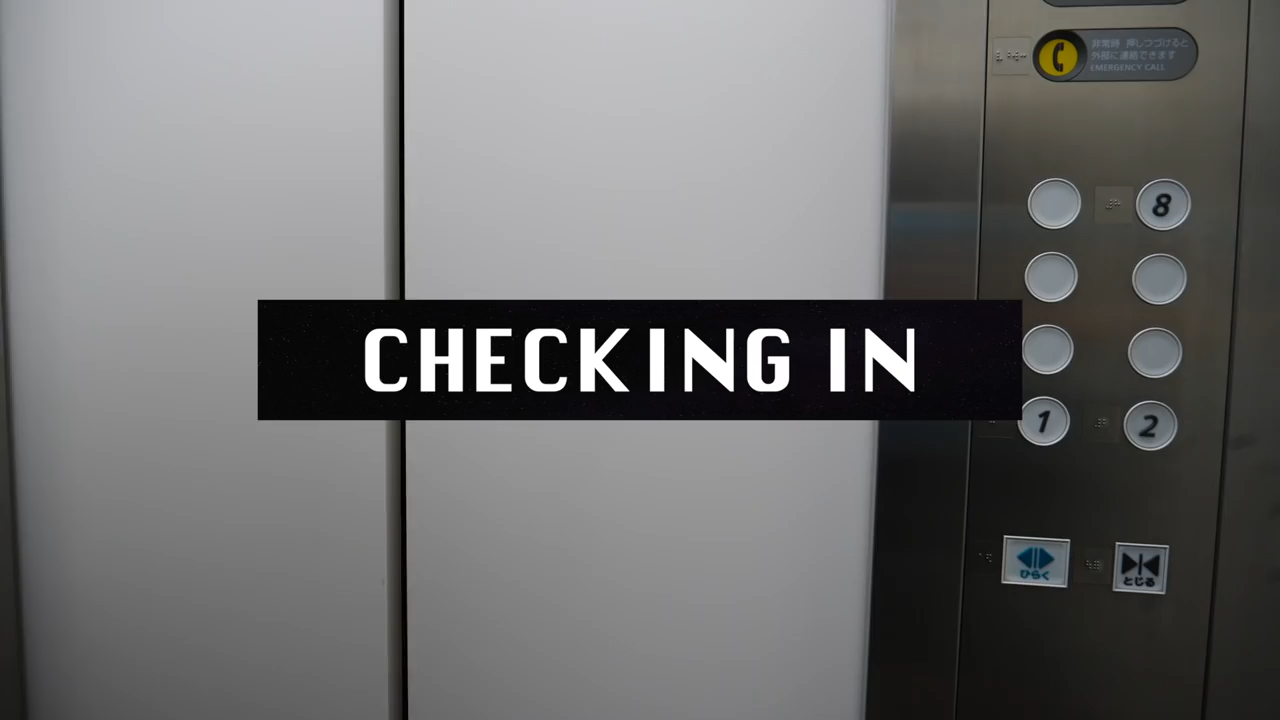 非常時 押しつづけると
外部に連絡できます
EMERGENCY CALL
8
CHECKING IN
1
2
ひらく
とじる